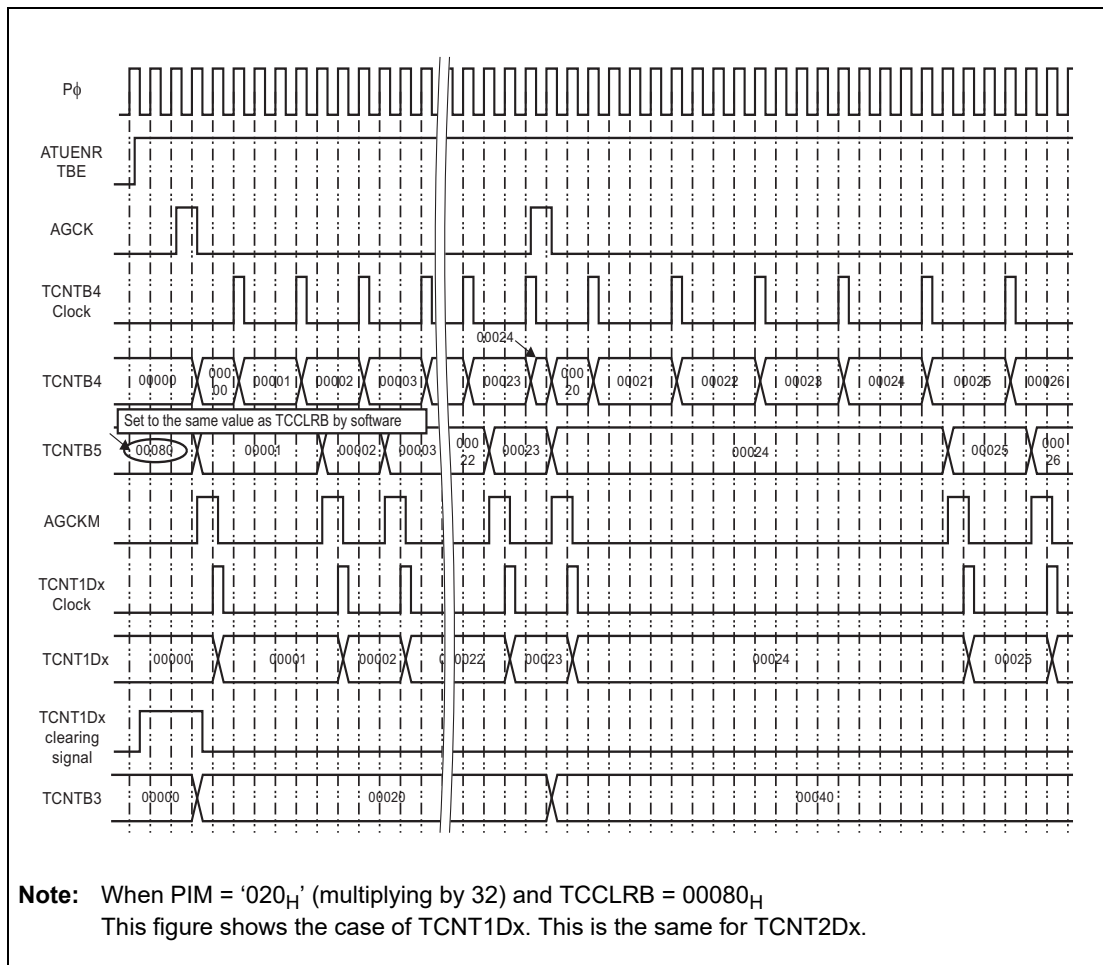 Pϕ
ATUENR
TBE
AGCK
TCNTB4
Clock
00024
TCNTB4
00000
000
00
00001
00002
00003
00023
000
20
00021
00022
00023
00024
00025
00026
Set to the same value as TCCLRB by software
TCNTB5
00080
00001
00002
00003
000
22
00023
00024
00025
000
26
AGCKM
TCNT1Dx
Clock
TCNT1Dx
00000
00001
00002
00022
00023
00024
00025
TCNT1Dx
clearing
signal
TCNTB3
00000
00020
00040
Note: When PIM = ‘020H’ (multiplying by 32) and TCCLRB = 00080H
This figure shows the case of TCNT1Dx. This is the same for TCNT2Dx.